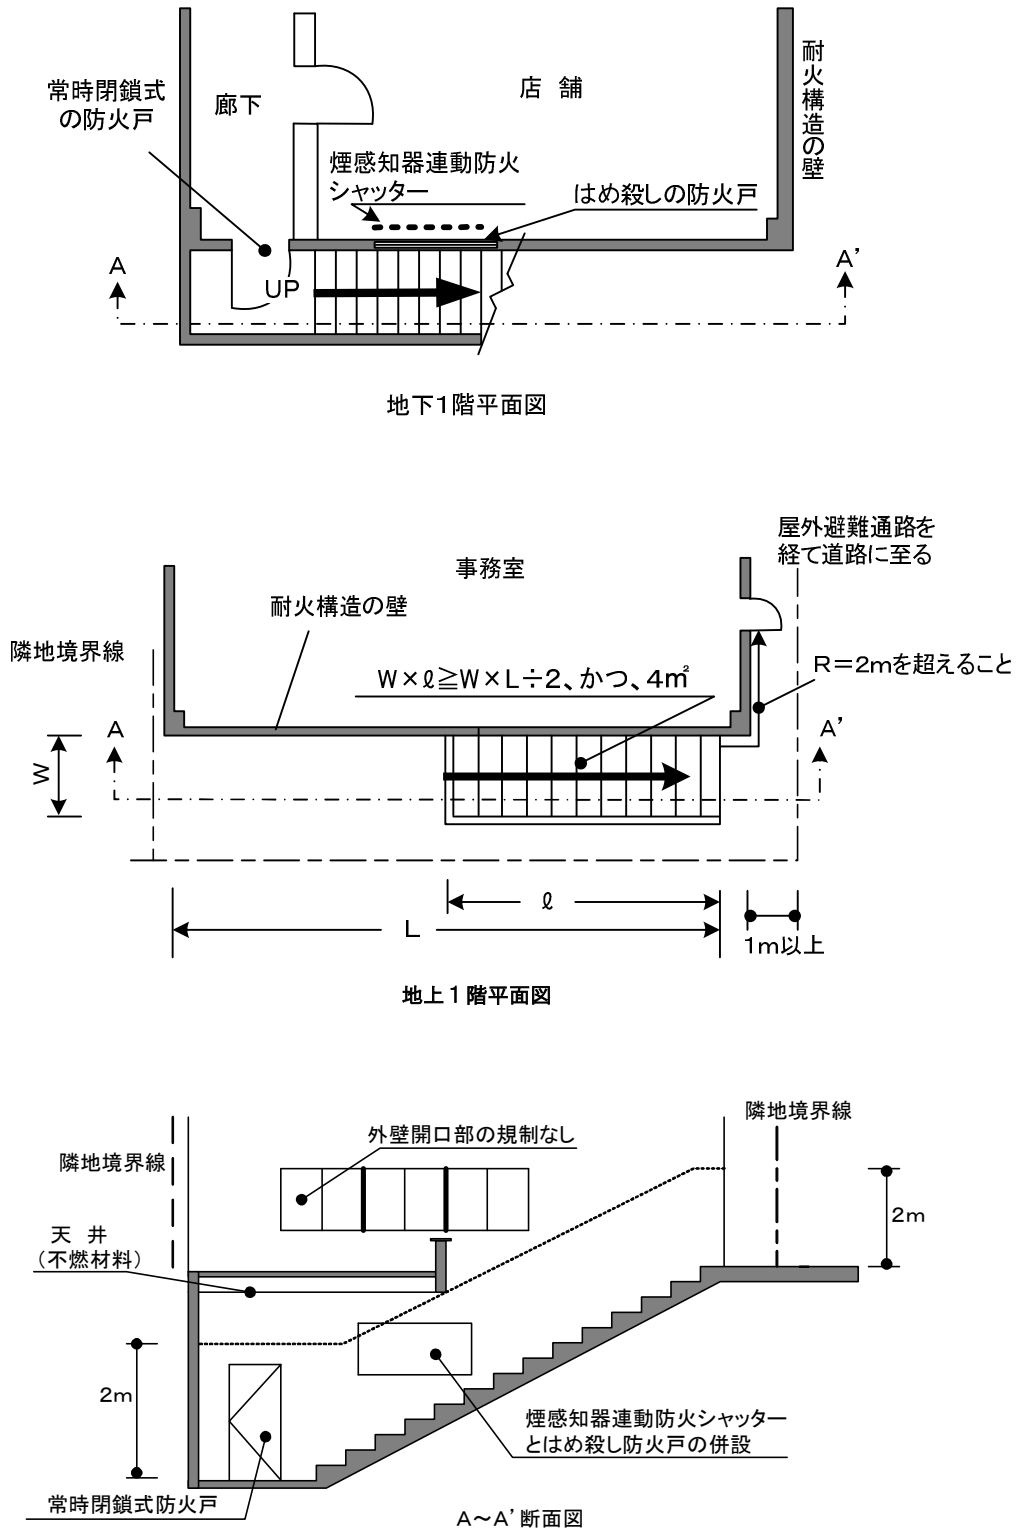 常時閉鎖式
の防火戸
廊下
店 舗
耐火構造の壁
煙感知器連動防火
シャッター
はめ殺しの防火戸
A
UP
A’
地下1階平面図
屋外避難通路を
経て道路に至る
事務室
耐火構造の壁
隣地境界線
W×ℓ≧W×L÷2、かつ、4㎡
R=2mを超えること
A
A’
W
ℓ
L
1m以上
地上1階平面図
隣地境界線
外壁開口部の規制なし
隣地境界線
天 井
(不燃材料)
2m
2m
煙感知器連動防火シャッター
とはめ殺し防火戸の併設
常時閉鎖式防火戸
A~A’断面図